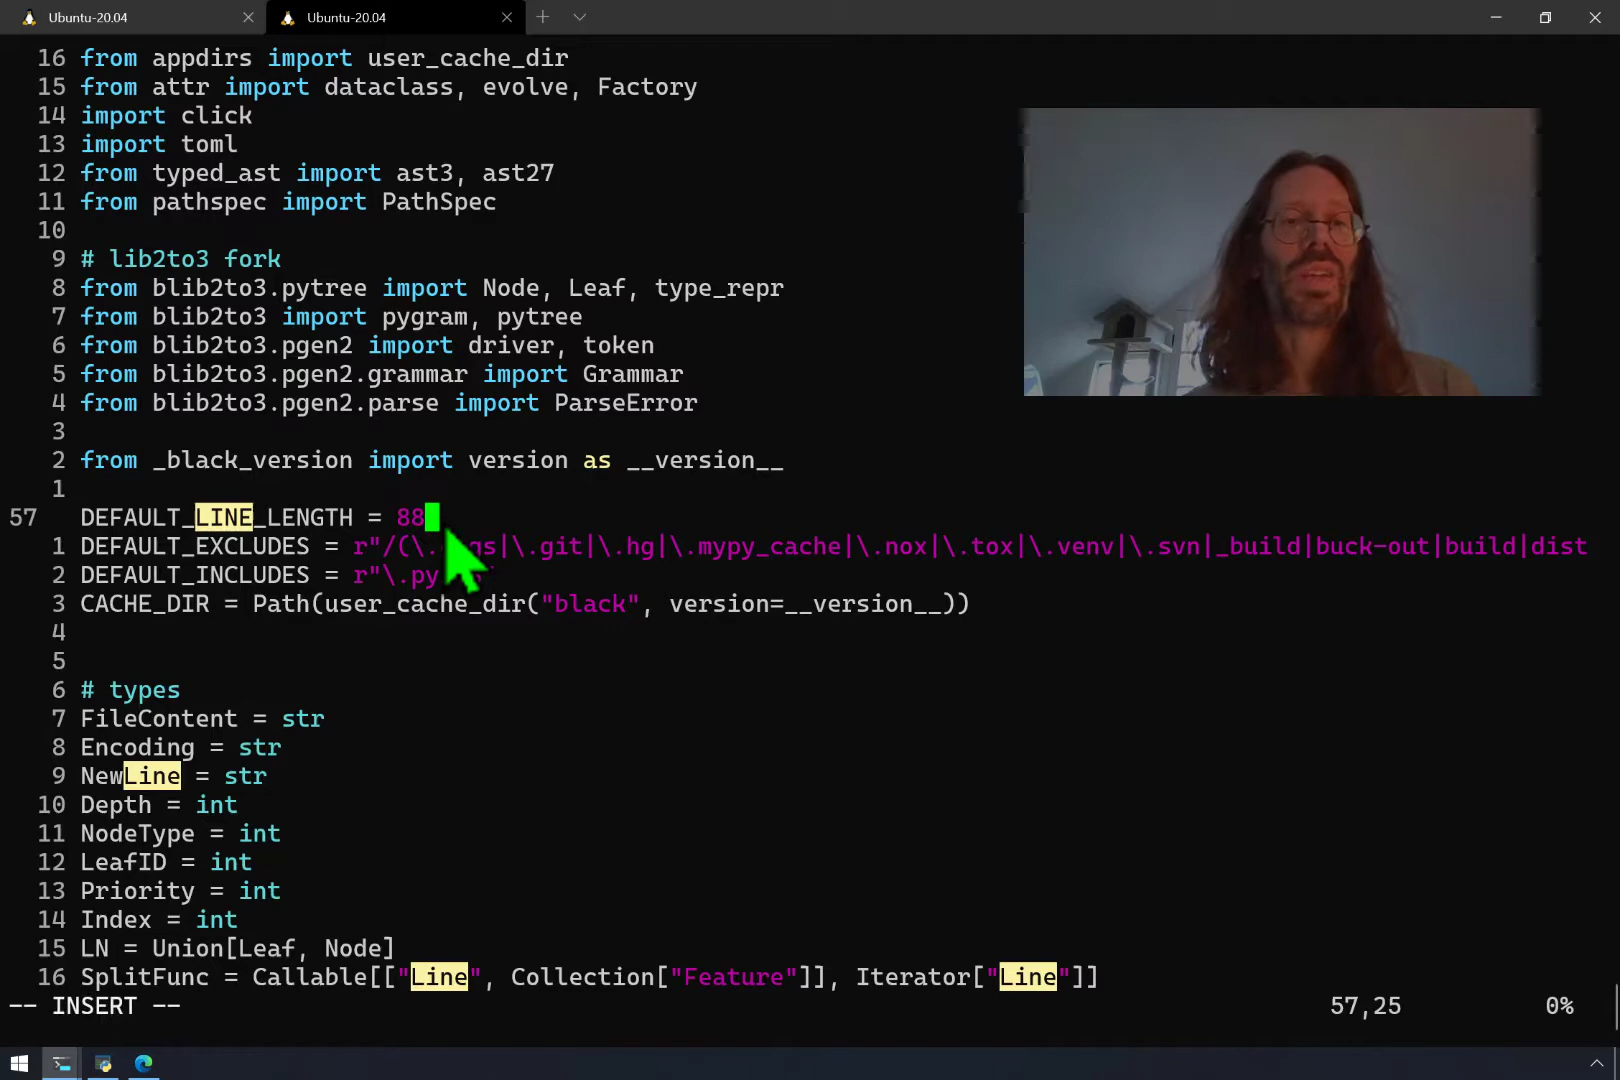 Ubuntu-20.04
Ubuntu-20.04
16 from appdirs import user_cache_dir
15 from attr import dataclass, evolve, Factory
14 import click
13 import toml
12 from typed_ast import ast3, ast27
11 from pathspec import PathSpec
10
9 # lib2to3 fork
8 from blib2to3.pytree import Node, Leaf, type_repr
7 from blib2to3 import pygram, pytree
6 from blib2to3.pgen2 import driver, token
5 from blib2to3.pgen2.grammar import Grammar
4 from blib2to3.pgen2.parse import ParseError
3
2 from _black_version import version as __version__
1
57 DEFAULT_LINE_LENGTH = 88
1 DEFAULT_EXCLUDES = r"/(\. gs|\.git|\.hg|\.mypy_cache|\.nox|\.tox|\.venv|\.svn|_build|buck-out|build|dist
2 DEFAULT_INCLUDES = r"\.py
3 CACHE_DIR = Path(user_cache_dir("black", version=__version__))
4
5
6 # types
7 FileContent = str
8 Encoding = str
9 NewLine = str
10 Depth = int
11 NodeType = int
12 LeafID = int
13 Priority = int
14 Index = int
15 LN = Union[Leaf, Node]
16 SplitFunc = Callable[["Line", Collection["Feature"]], Iterator["Line"]]
-- INSERT -- 57,25 0%